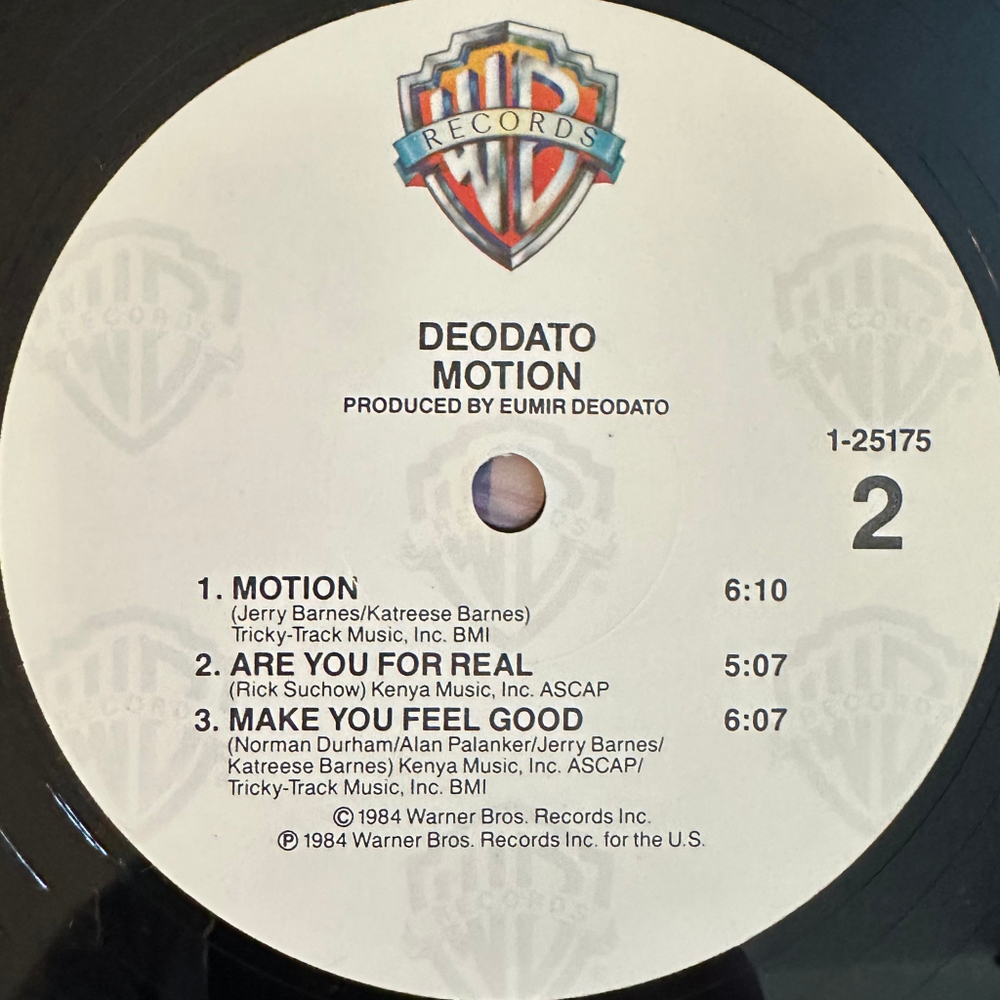 WB
RECORDS
DEODATO
MOTION
PRODUCED BY EUMIR DEODATO
1-25175
2
1. MOTION 6:10
(Jerry Barnes/Katreese Barnes)
Tricky-Track Music, Inc. BMI
2. ARE YOU FOR REAL 5:07
(Rick Suchow) Kenya Music, Inc. ASCAP
3. MAKE YOU FEEL GOOD 6:07
(Norman Durham/Alan Palanker/Jerry Barnes/
Katreese Barnes) Kenya Music, Inc. ASCAP/
Tricky-Track Music, Inc. BMI
© 1984 Warner Bros. Records Inc.
℗ 1984 Warner Bros. Records Inc. for the U.S.